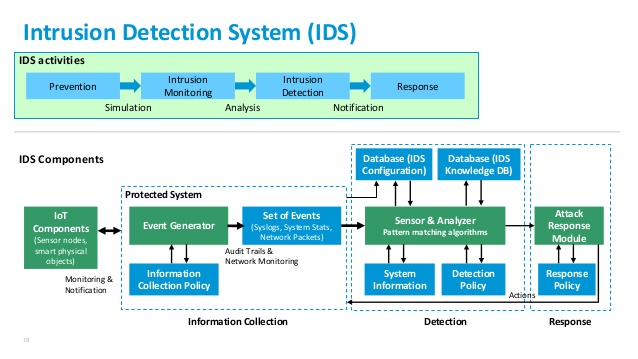 Intrusion Detection System (IDS)
IDS activities
Prevention
Intrusion
Monitoring
Intrusion
Detection
Response
Simulation
Analysis
Notification
IDS Components
Database (IDS
Configuration)
Database (IDS
Knowledge DB)
Protected System
IoT
Components
(Sensor nodes,
smart physical
objects)
Event Generator
Set of Events
(Syslogs, System Stats,
Network Packets)
Sensor & Analyzer
Pattern matching algorithms
Attack
Response
Module
Audit Trails &
Network Monitoring
Monitoring &
Notification
Information
Collection Policy
System
Information
Detection
Policy
Response
Policy
Actions
Information Collection
Detection
Response